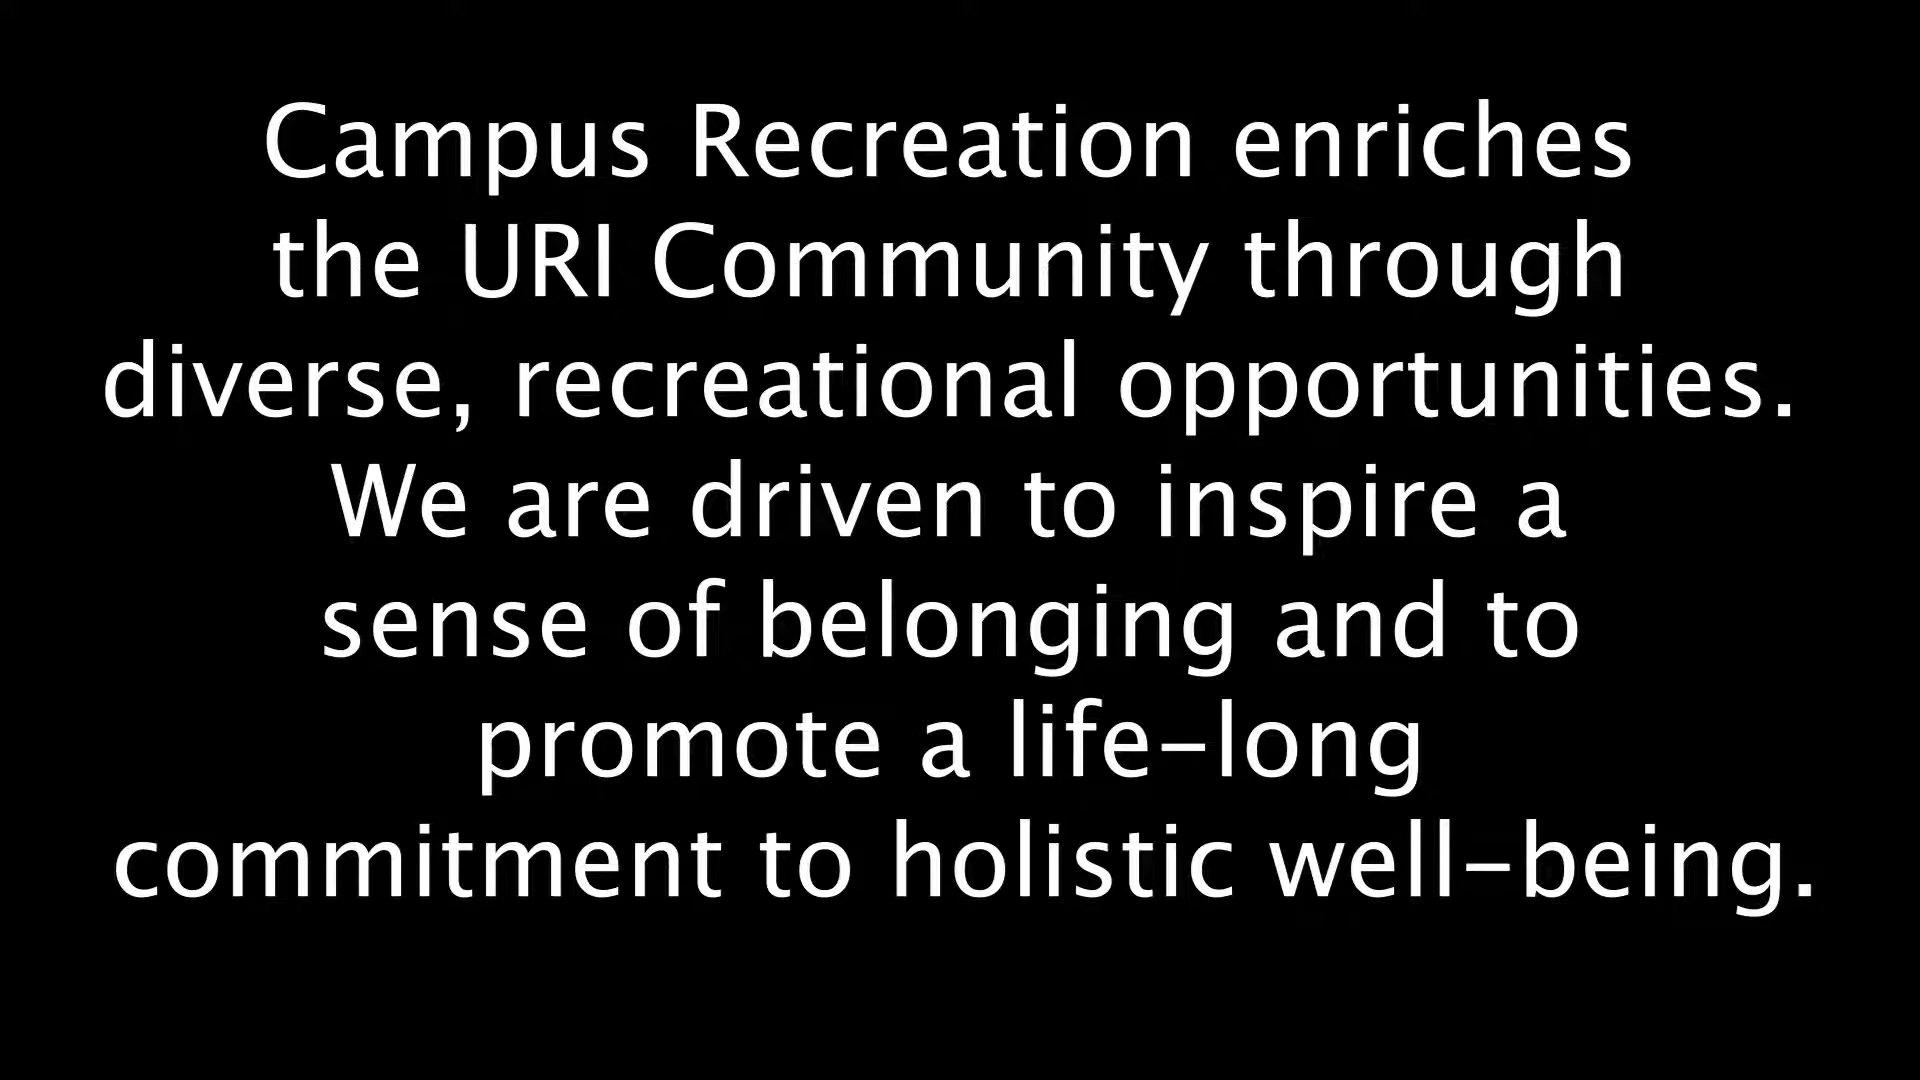 Campus Recreation enriches
the URI Community through
diverse, recreational opportunities.
We are driven to inspire a
sense of belonging and to
promote a life-long
commitment to holistic well-being.